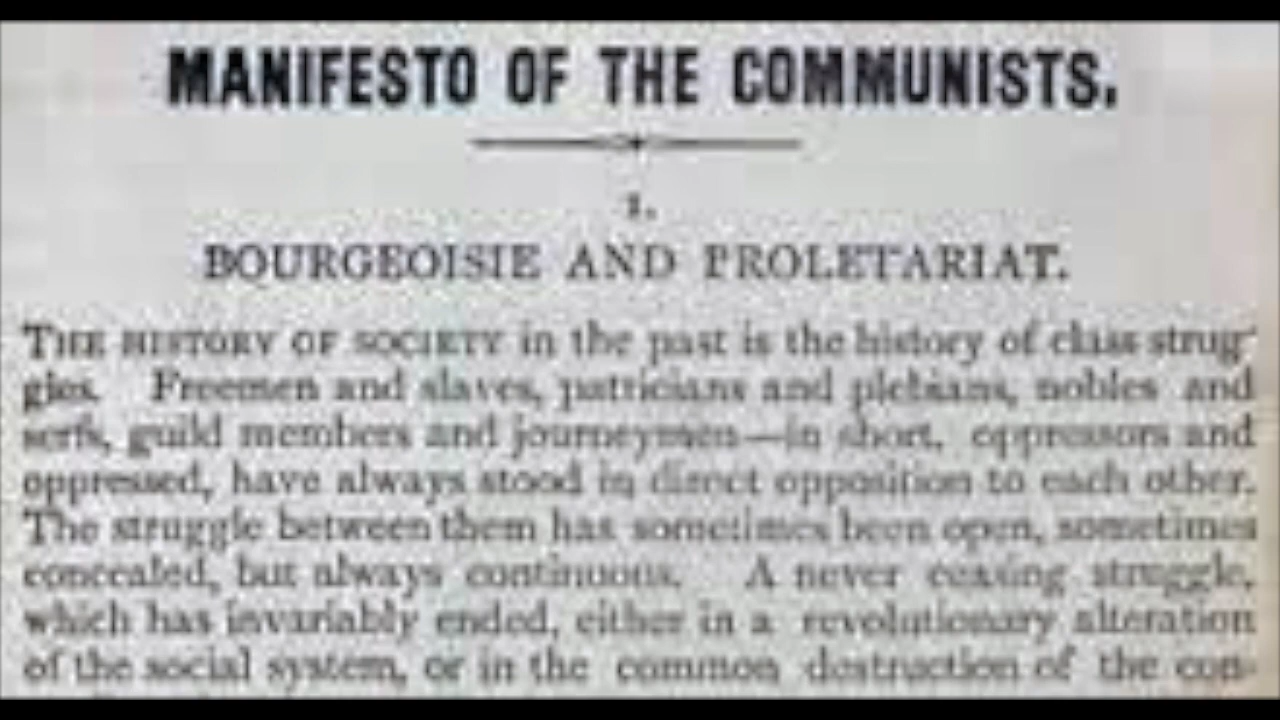 MANIFESTO OF THE COMMUNISTS.
I.
BOURGEOISIE AND PROLETARIAT.
THE HISTORY OF SOCIETY in the past is the history of class strug-
gles. Freemen and slaves, patricians and plebians, nobles and
serfs, guild members and journeymen—in short, oppressors and
oppressed, have always stood in direct opposition to each other.
The struggle between them has sometimes been open, sometimes
concealed, but always continuous. A never ceasing struggle,
which has invariably ended, either in a revolutionary alteration
of the social system, or in the common destruction of the con-